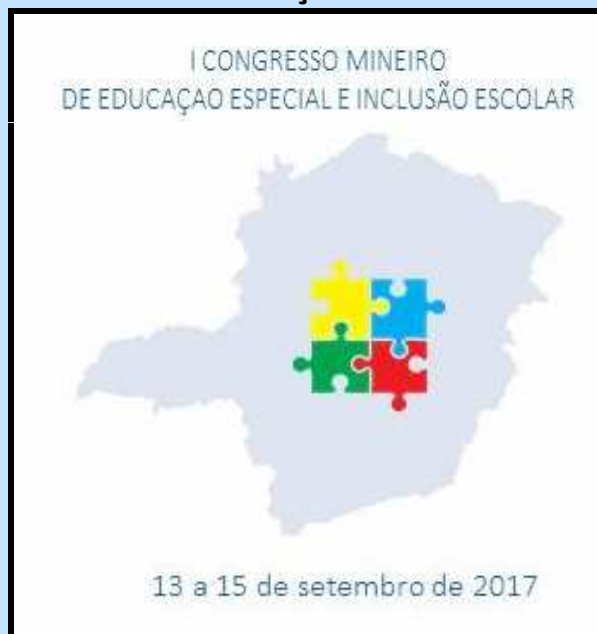 I CONGRESSO MINEIRO
DE EDUCAÇAO ESPECIAL E INCLUSÃO ESCOLAR
13 a 15 de setembro de 2017